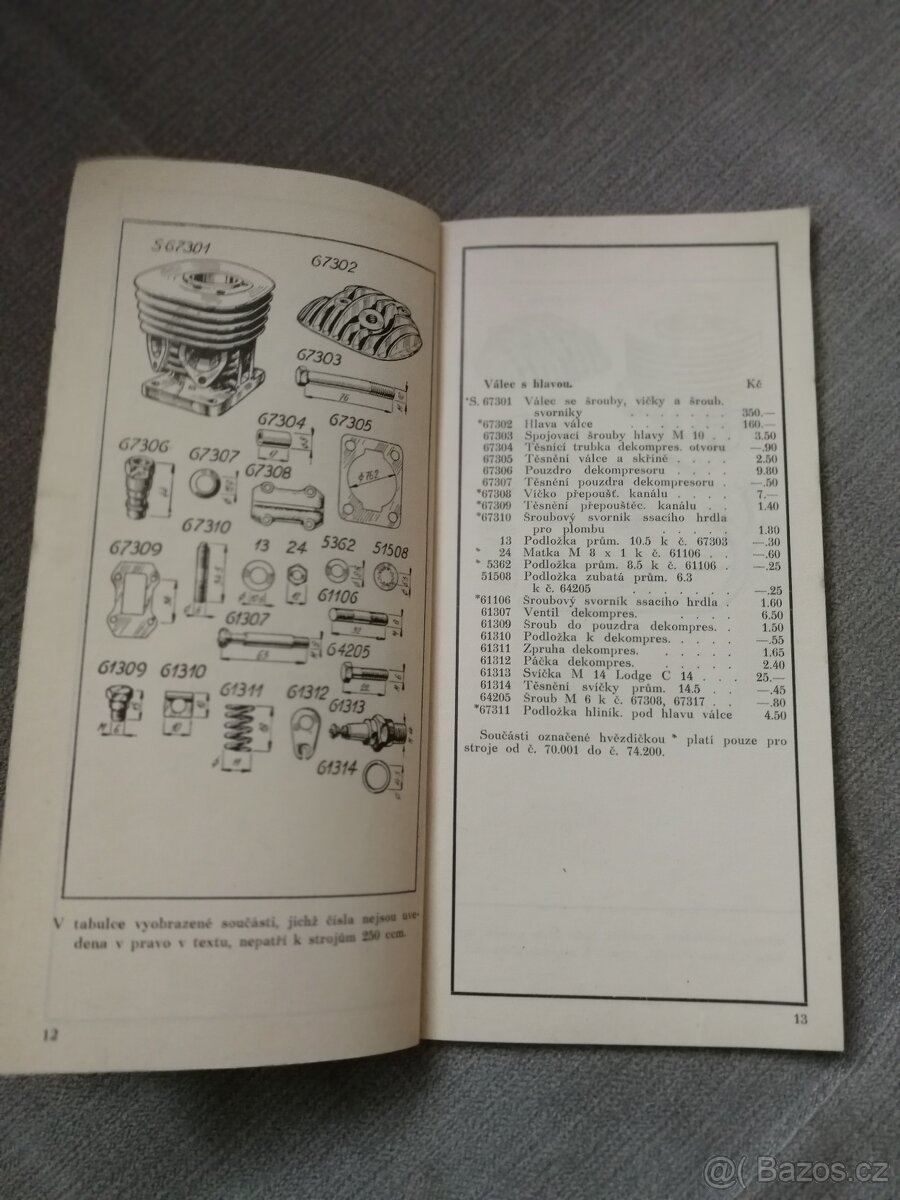 S67301
67302
67303
76
67304
67305
67306
67307
67308
⌀762
67310
67309
13
24
5362
51508
61106
61307
63
64205
61309
61310
61311
61312
61313
61314
V tabulce vyobrazené součásti, jichž čísla nejsou uve-
dena v pravo v textu, nepatří k strojům 250 ccm.
12
Válec s hlavou. Kč
*S. 67301 Válec se šrouby, víčky a šroub.
svorníky . . . . . . . 350.—
*67302 Hlava válce . . . . . . 160.—
67303 Spojovací šrouby hlavy M 10 . . 3.50
67304 Těsnící trubka dekompres. otvoru —.90
67305 Těsnění válce a skříně . . . . 2.50
67306 Pouzdro dekompresoru . . . . 9.80
67307 Těsnění pouzdra dekompresoru . —.50
*67308 Víčko přepoušt. kanálu . . . . 7.—
*67309 Těsnění přepouštěc. kanálu . . 1.40
*67310 Šroubový svorník ssacího hrdla
pro plombu . . . . . . 1.80
13 Podložka prům. 10.5 k č. 67303 —.30
* 24 Matka M 8 x 1 k č. 61106 . . —.60
* 5362 Podložka prům. 8.5 k č. 61106 . —.25
51508 Podložka zubatá prům. 6.3
k č. 64205 . . . . . . . —.25
*61106 Šroubový svorník ssacího hrdla . 1.60
61307 Ventil dekompres. . . . . . 6.50
61309 Šroub do pouzdra dekompres. . 1.50
61310 Podložka k dekompres. . . . . —.55
61311 Zpruha dekompres. . . . . . 1.65
61312 Páčka dekompres. . . . . . 2.40
61313 Svíčka M 14 Lodge C 14 . . . 25.—
61314 Těsnění svíčky prům. 14.5 . . —.45
64205 Šroub M 6 k č. 67308, 67317 . . —.80
*67311 Podložka hliník. pod hlavu válce 4.50
Součásti označené hvězdičkou * platí pouze pro
stroje od č. 70.001 do č. 74.200.
13
@( Bazos.cz